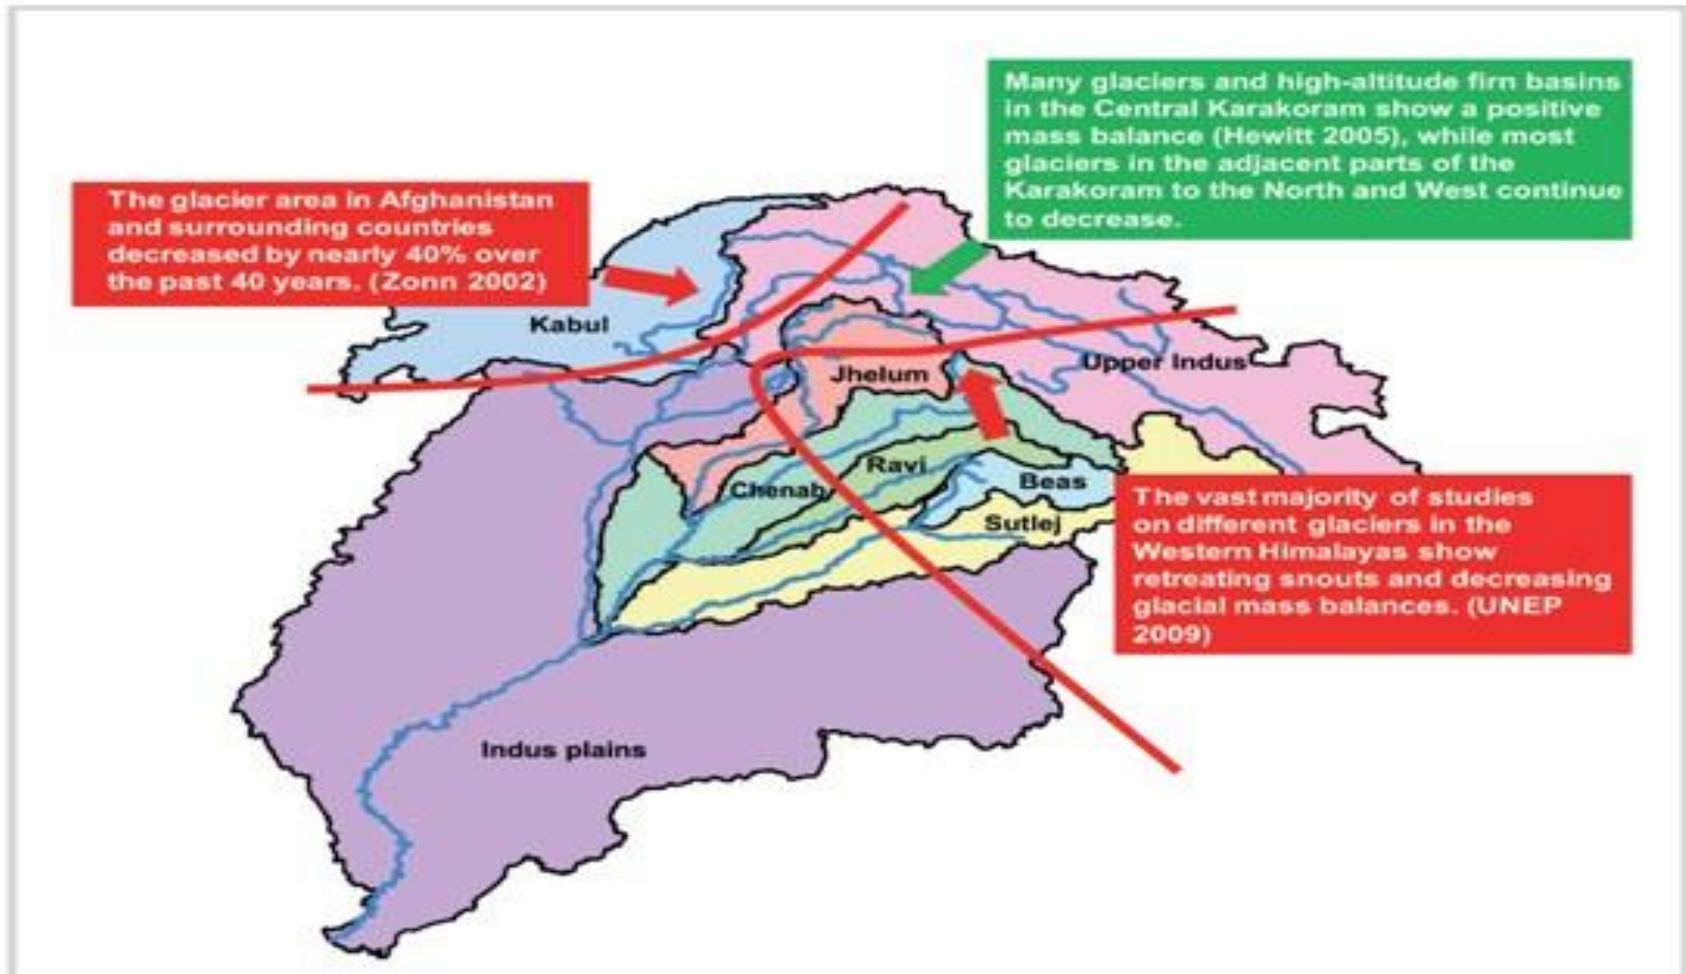 Many glaciers and high-altitude firn basins
in the Central Karakoram show a positive
mass balance (Hewitt 2005), while most
glaciers in the adjacent parts of the
Karakoram to the North and West continue
to decrease.
The glacier area in Afghanistan
and surrounding countries
decreased by nearly 40% over
the past 40 years. (Zonn 2002)
Kabul
Upper Indus
Jhelum
Ravi
Chenab
Beas
Sutlej
The vast majority of studies
on different glaciers in the
Western Himalayas show
retreating snouts and decreasing
glacial mass balances. (UNEP
2009)
Indus plains